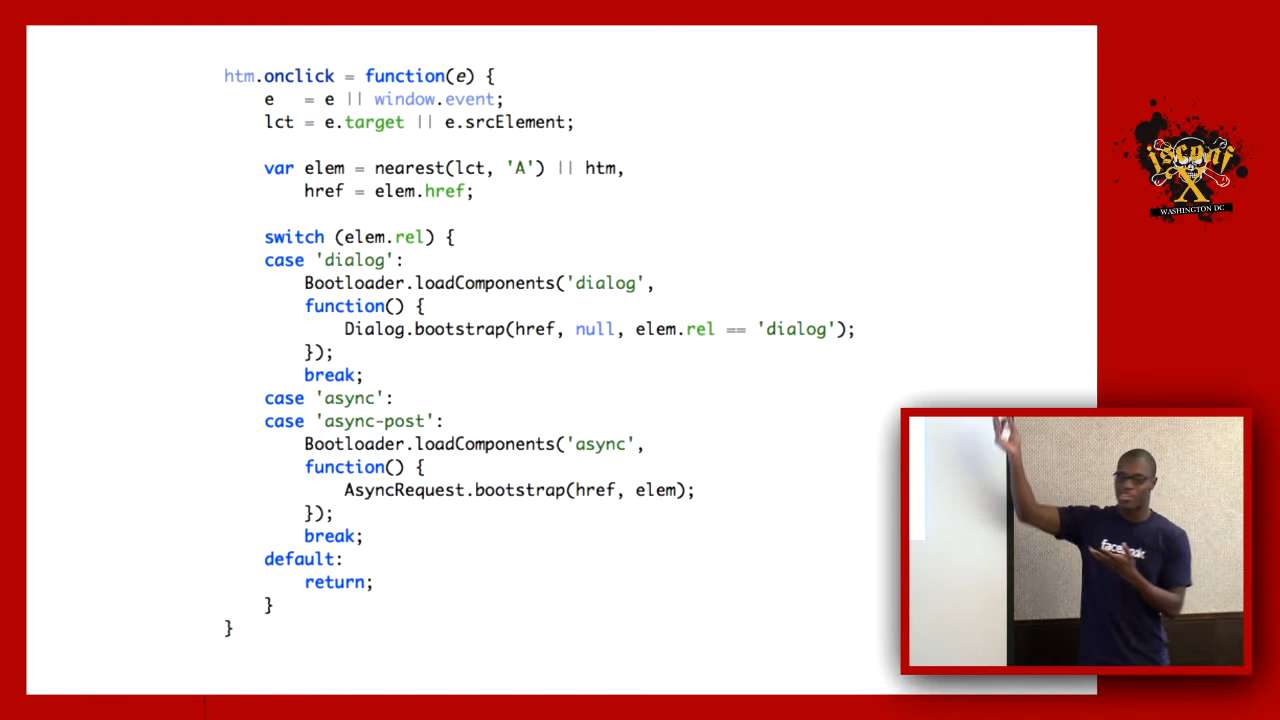 htm.onclick = function(e) {
e = e || window.event;
lct = e.target || e.srcElement;
var elem = nearest(lct, 'A') || htm,
href = elem.href;
switch (elem.rel) {
case 'dialog':
Bootloader.loadComponents('dialog',
function() {
Dialog.bootstrap(href, null, elem.rel == 'dialog');
});
break;
case 'async':
case 'async-post':
Bootloader.loadComponents('async',
function() {
AsyncRequest.bootstrap(href, elem);
});
break;
default:
return;
}
}
jsconf
X
WASHINGTON DC
facebook